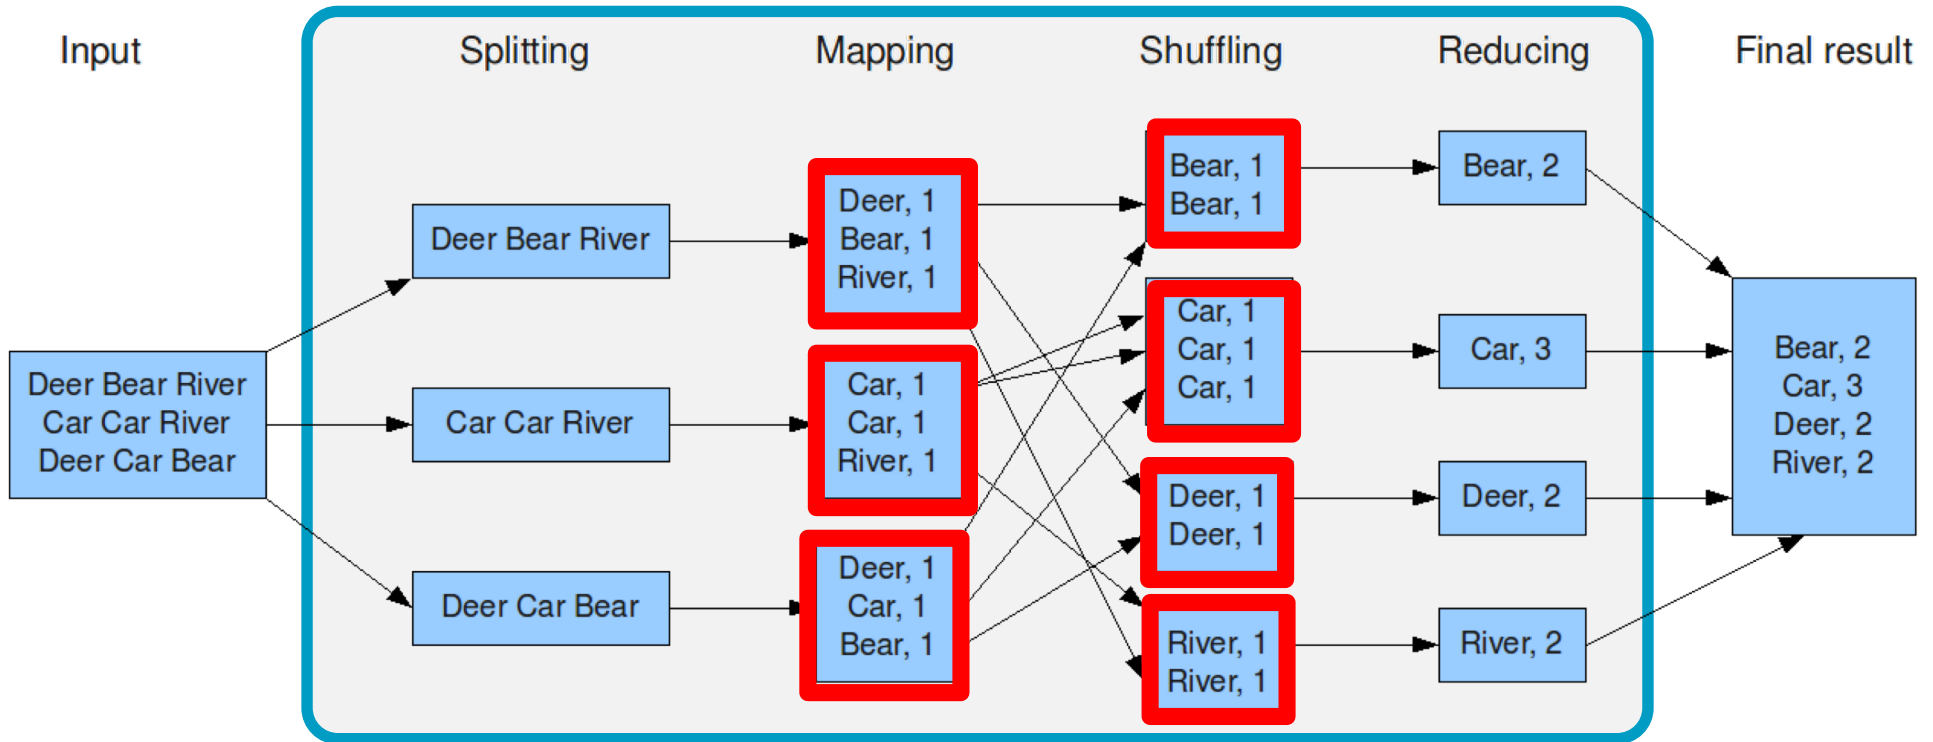 Input
Splitting
Mapping
Shuffling
Reducing
Final result
Deer Bear River
Car Car River
Deer Car Bear
Deer Bear River
Car Car River
Deer Car Bear
Deer, 1
Bear, 1
River, 1
Car, 1
Car, 1
River, 1
Deer, 1
Car, 1
Bear, 1
Bear, 1
Bear, 1
Car, 1
Car, 1
Car, 1
Deer, 1
Deer, 1
River, 1
River, 1
Bear, 2
Car, 3
Deer, 2
River, 2
Bear, 2
Car, 3
Deer, 2
River, 2